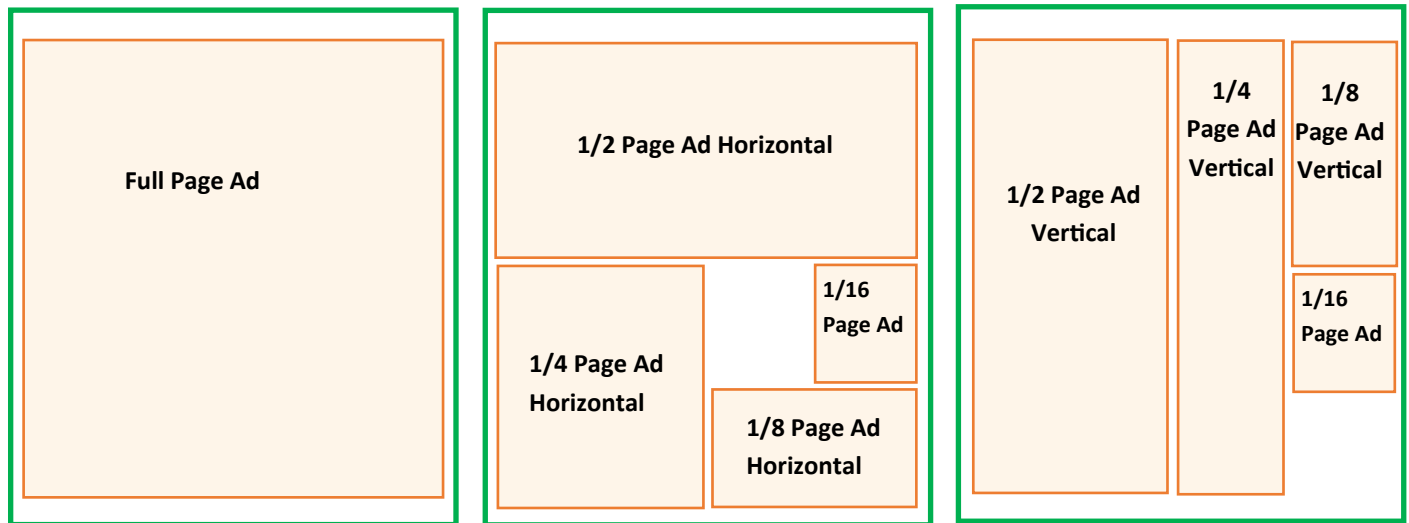 Full Page Ad
1/2 Page Ad Horizontal
1/4 Page Ad
Horizontal
1/16
Page Ad
1/8 Page Ad
Horizontal
1/2 Page Ad
Vertical
1/4
Page Ad
Vertical
1/8
Page Ad
Vertical
1/16
Page Ad